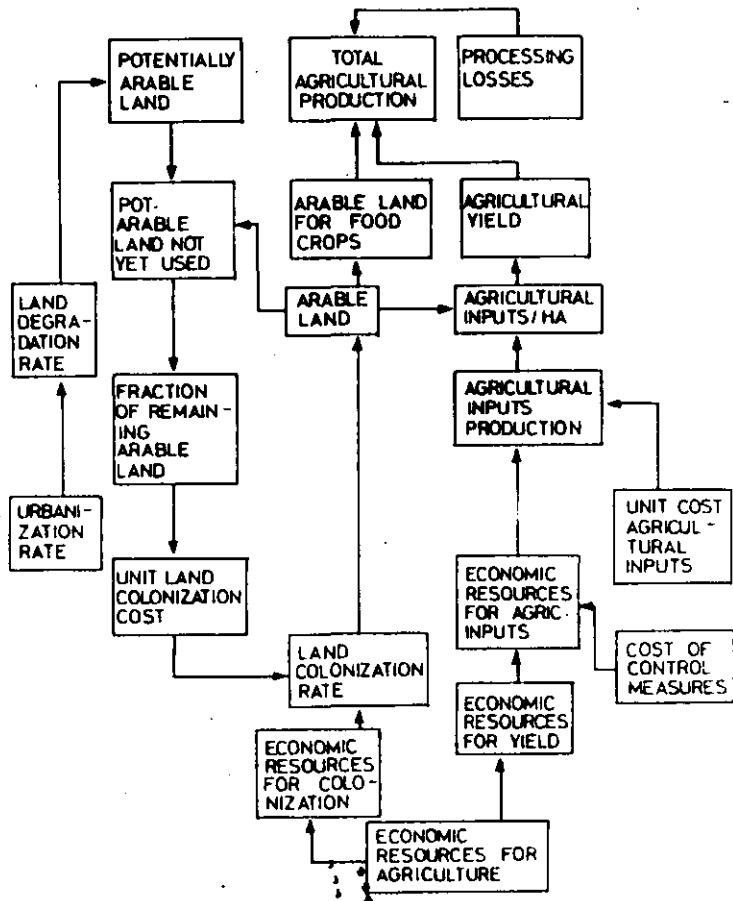 POTENTIALLY
ARABLE
LAND
TOTAL
AGRICULTURAL
PRODUCTION
PROCESSING
LOSSES
POT.
ARABLE
LAND NOT
YET USED
ARABLE LAND
FOR FOOD
CROPS
AGRICULTURAL
YIELD
LAND
DEGRA-
DATION
RATE
ARABLE
LAND
AGRICULTURAL
INPUTS/HA
FRACTION
OF REMAIN-
ING
ARABLE
LAND
AGRICULTURAL
INPUTS
PRODUCTION
URBANI-
ZATION
RATE
UNIT COST
AGRICUL-
TURAL
INPUTS
UNIT LAND
COLONIZATION
COST
ECONOMIC
RESOURCES
FOR AGRIC-
INPUTS
LAND
COLONIZATION
RATE
COST OF
CONTROL
MEASURES
ECONOMIC
RESOURCES
FOR YIELD
ECONOMIC
RESOURCES
FOR COLO-
NIZATION
ECONOMIC
RESOURCES FOR
AGRICULTURE